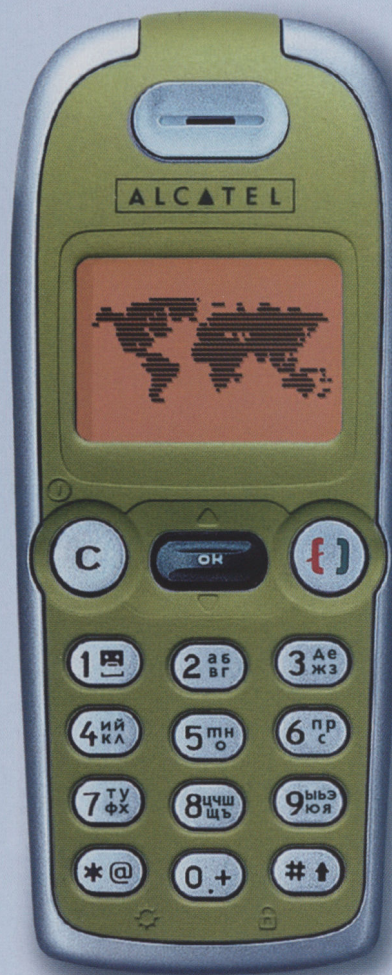 ALCATEL
C
ок
1
2 аб
вг
3 де
жз
4 ий
кл
5 мн
о
6 пр
с
7 ту
фх
8 цчш
щъ
9 ыьэ
юя
*@
0.+
#